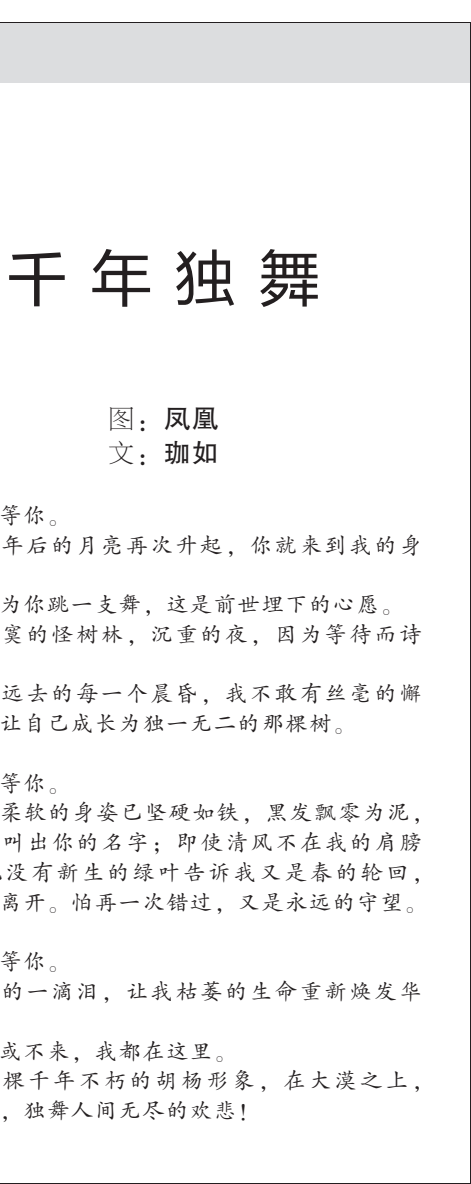 千年独舞
图：凤凰
文：珈如
等你。
年后的月亮再次升起，你就来到我的身
为你跳一支舞，这是前世埋下的心愿。
寞的怪树林，沉重的夜，因为等待而诗
远去的每一个晨昏，我不敢有丝毫的懈
让自己成长为独一无二的那棵树。
等你。
柔软的身姿已坚硬如铁，黑发飘零为泥，
叫出你的名字；即使清风不在我的肩膀
没有新生的绿叶告诉我又是春的轮回，
离开。怕再一次错过，又是永远的守望。
等你。
的一滴泪，让我枯萎的生命重新焕发华
或不来，我都在这里。
棵千年不朽的胡杨形象，在大漠之上，
，独舞人间无尽的欢悲！